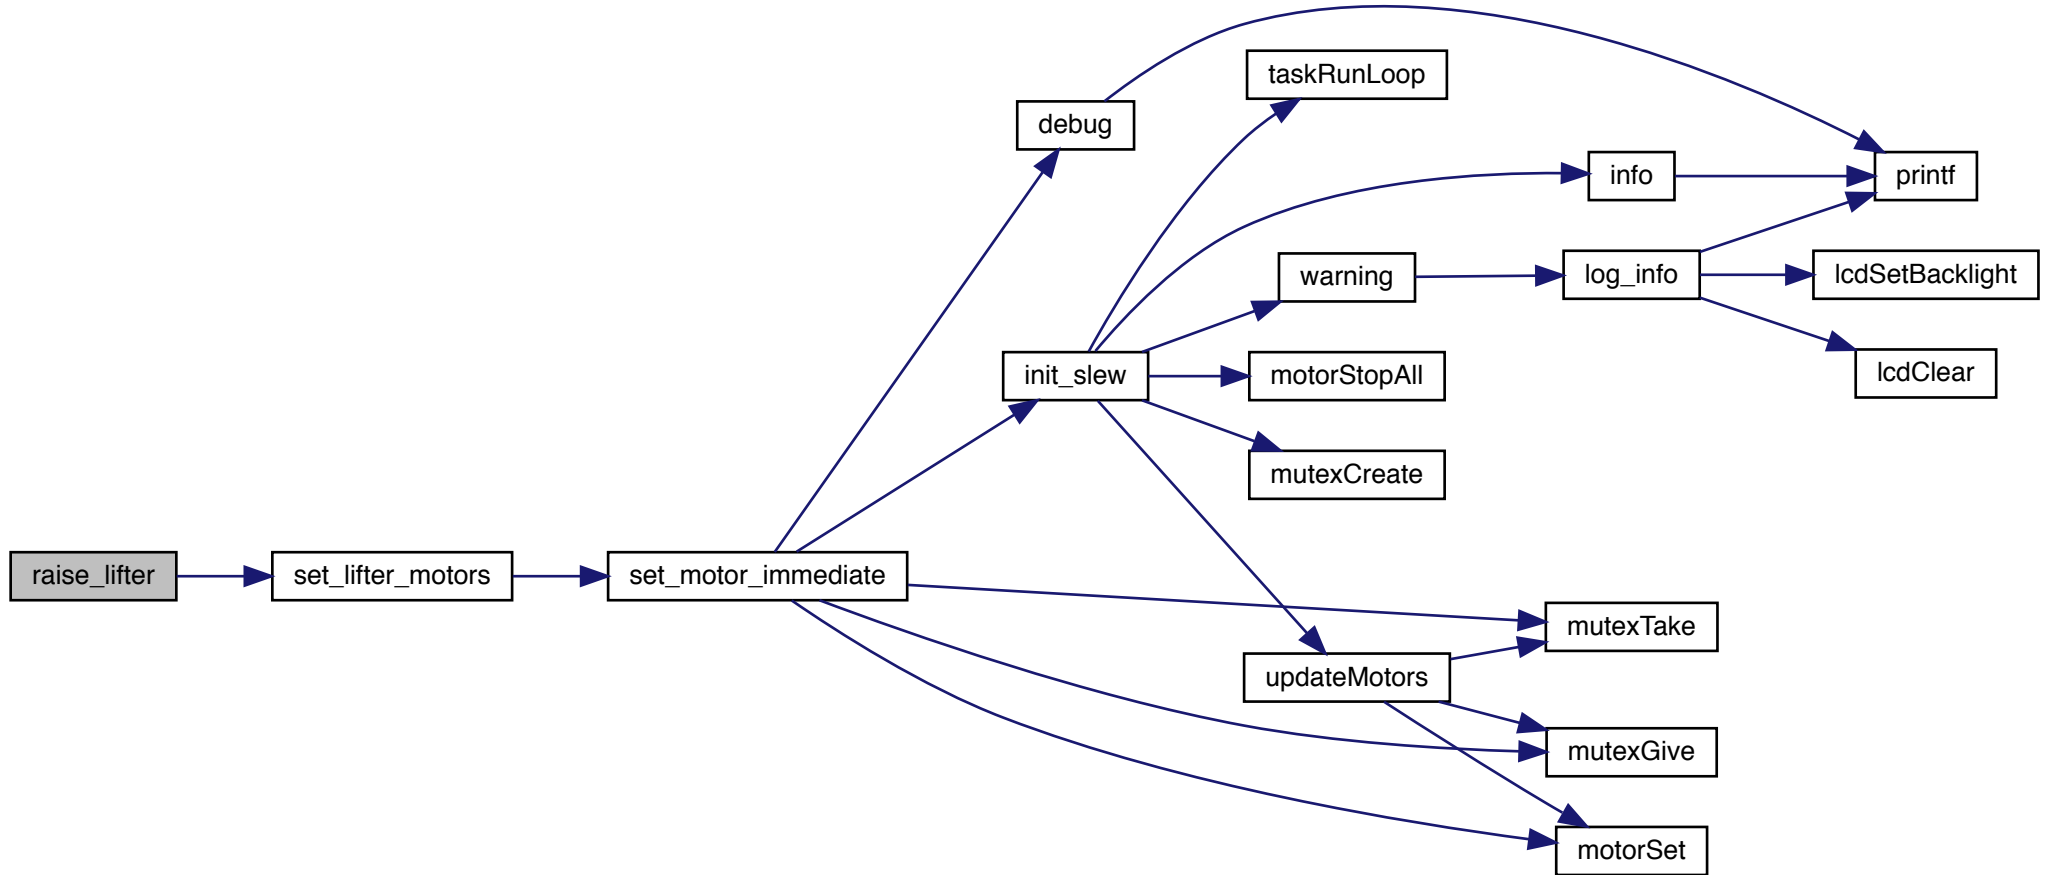 taskRunLoop
debug
info
printf
warning
log_info
lcdSetBacklight
init_slew
motorStopAll
lcdClear
mutexCreate
raise_lifter
set_lifter_motors
set_motor_immediate
mutexTake
updateMotors
mutexGive
motorSet